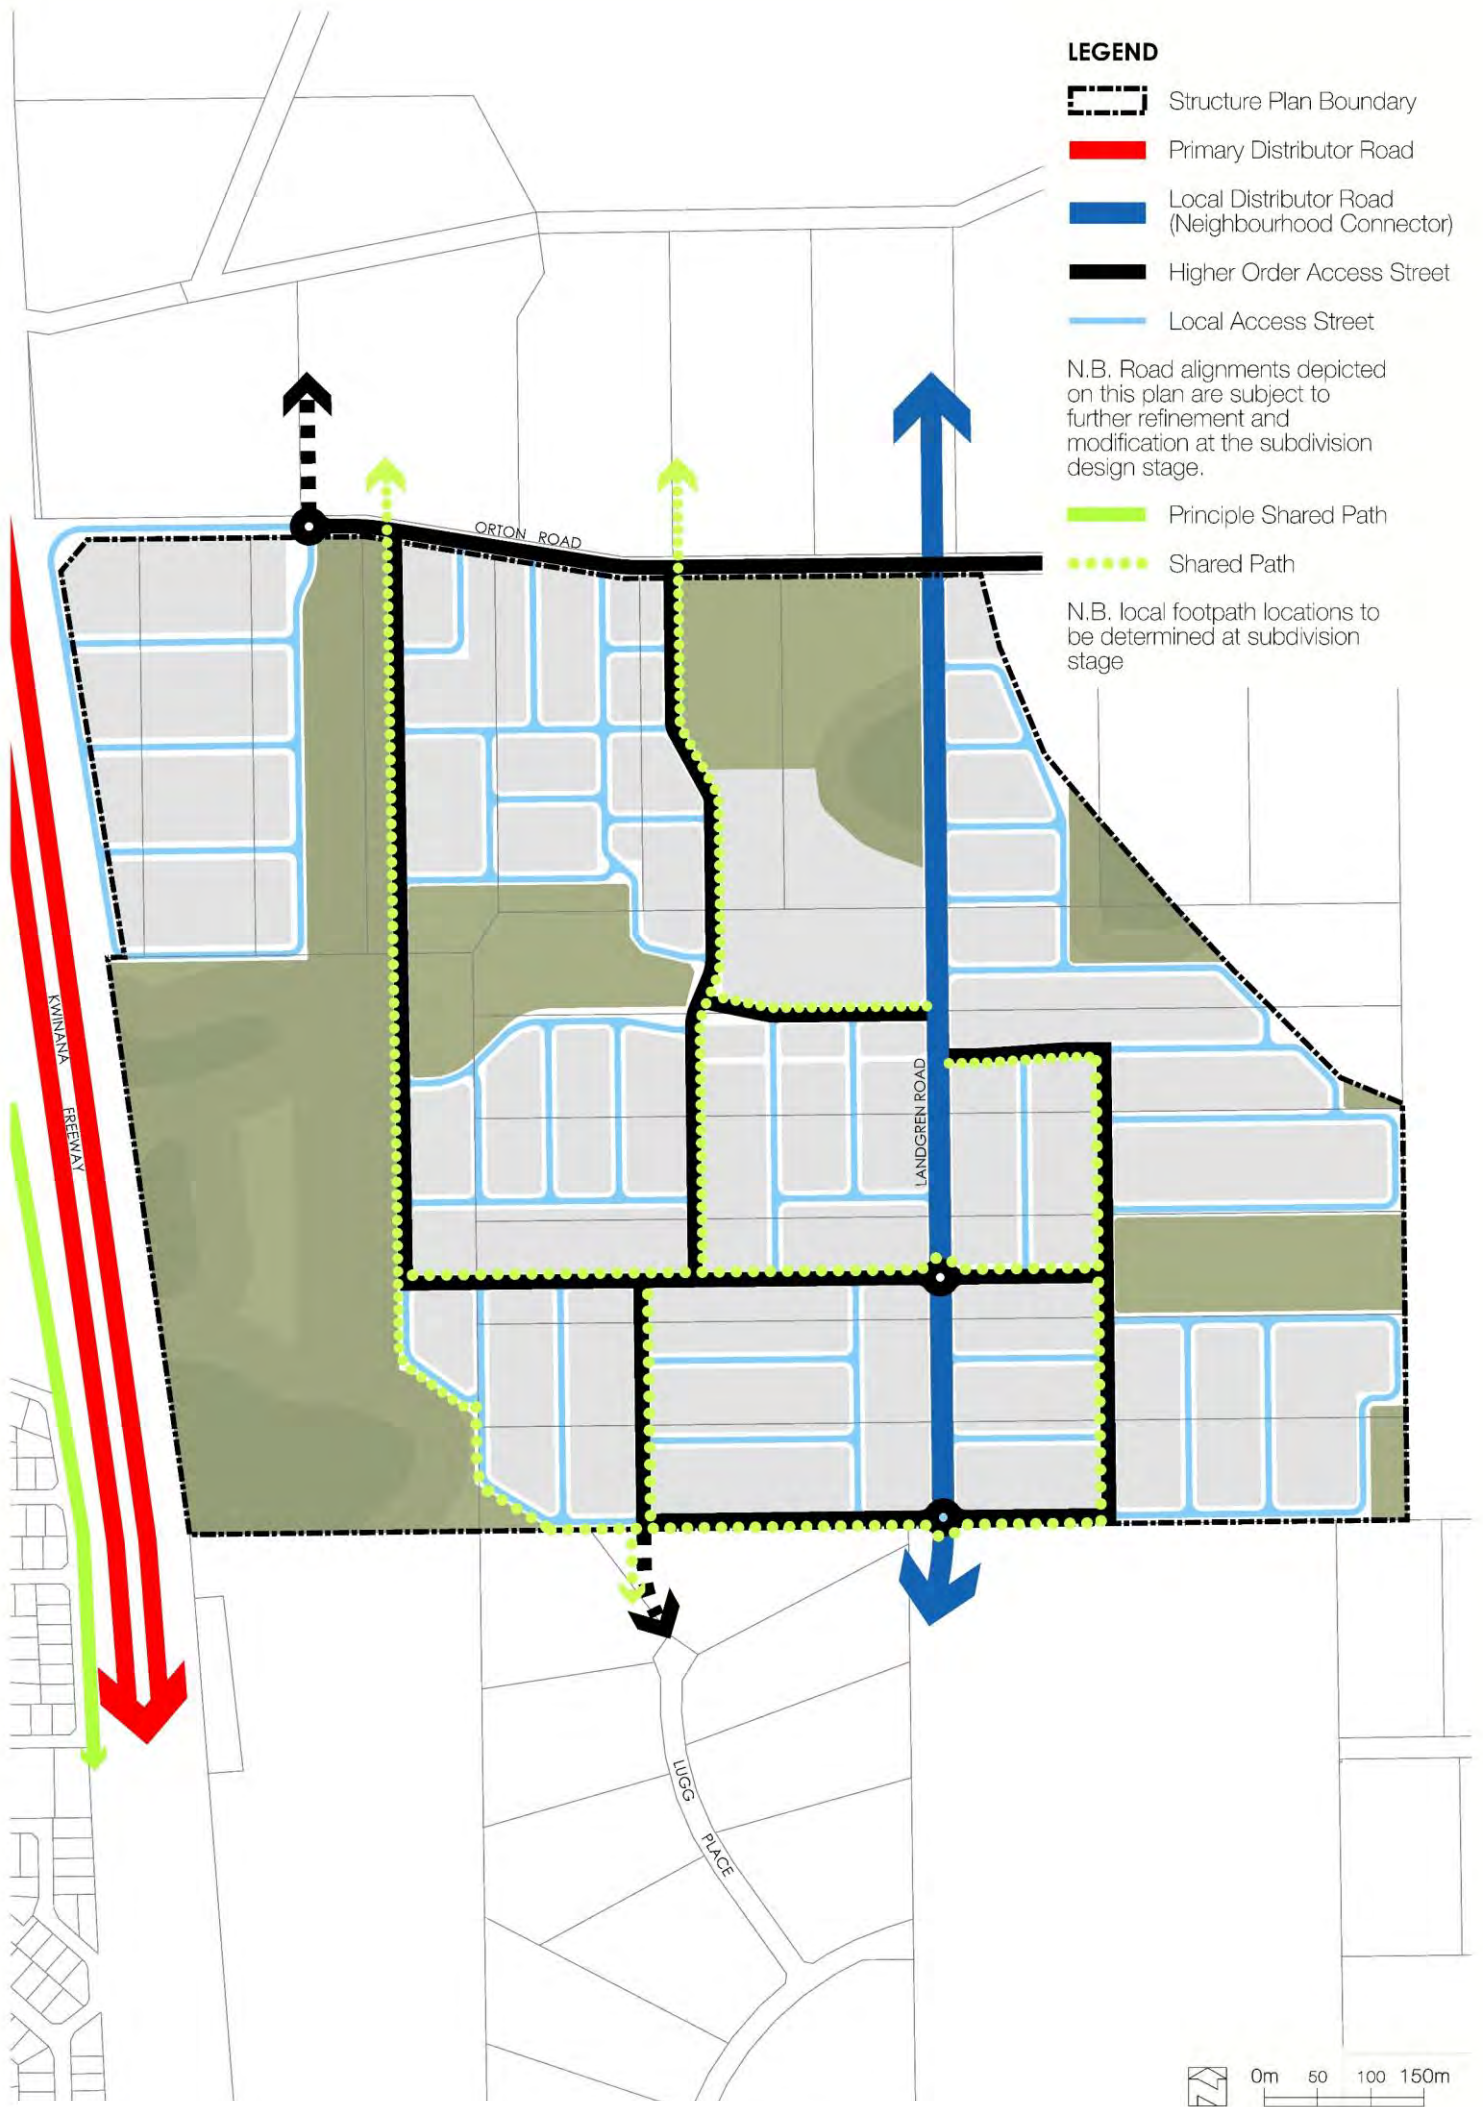 LEGEND
Structure Plan Boundary
Primary Distributor Road
Local Distributor Road
(Neighbourhood Connector)
Higher Order Access Street
Local Access Street
N.B. Road alignments depicted
on this plan are subject to
further refinement and
modification at the subdivision
design stage.
Principle Shared Path
Shared Path
N.B. local footpath locations to
be determined at subdivision
stage
ORTON ROAD
KWINANA FREEWAY
LANDGREN ROAD
LUGG PLACE
0m 50 100 150m